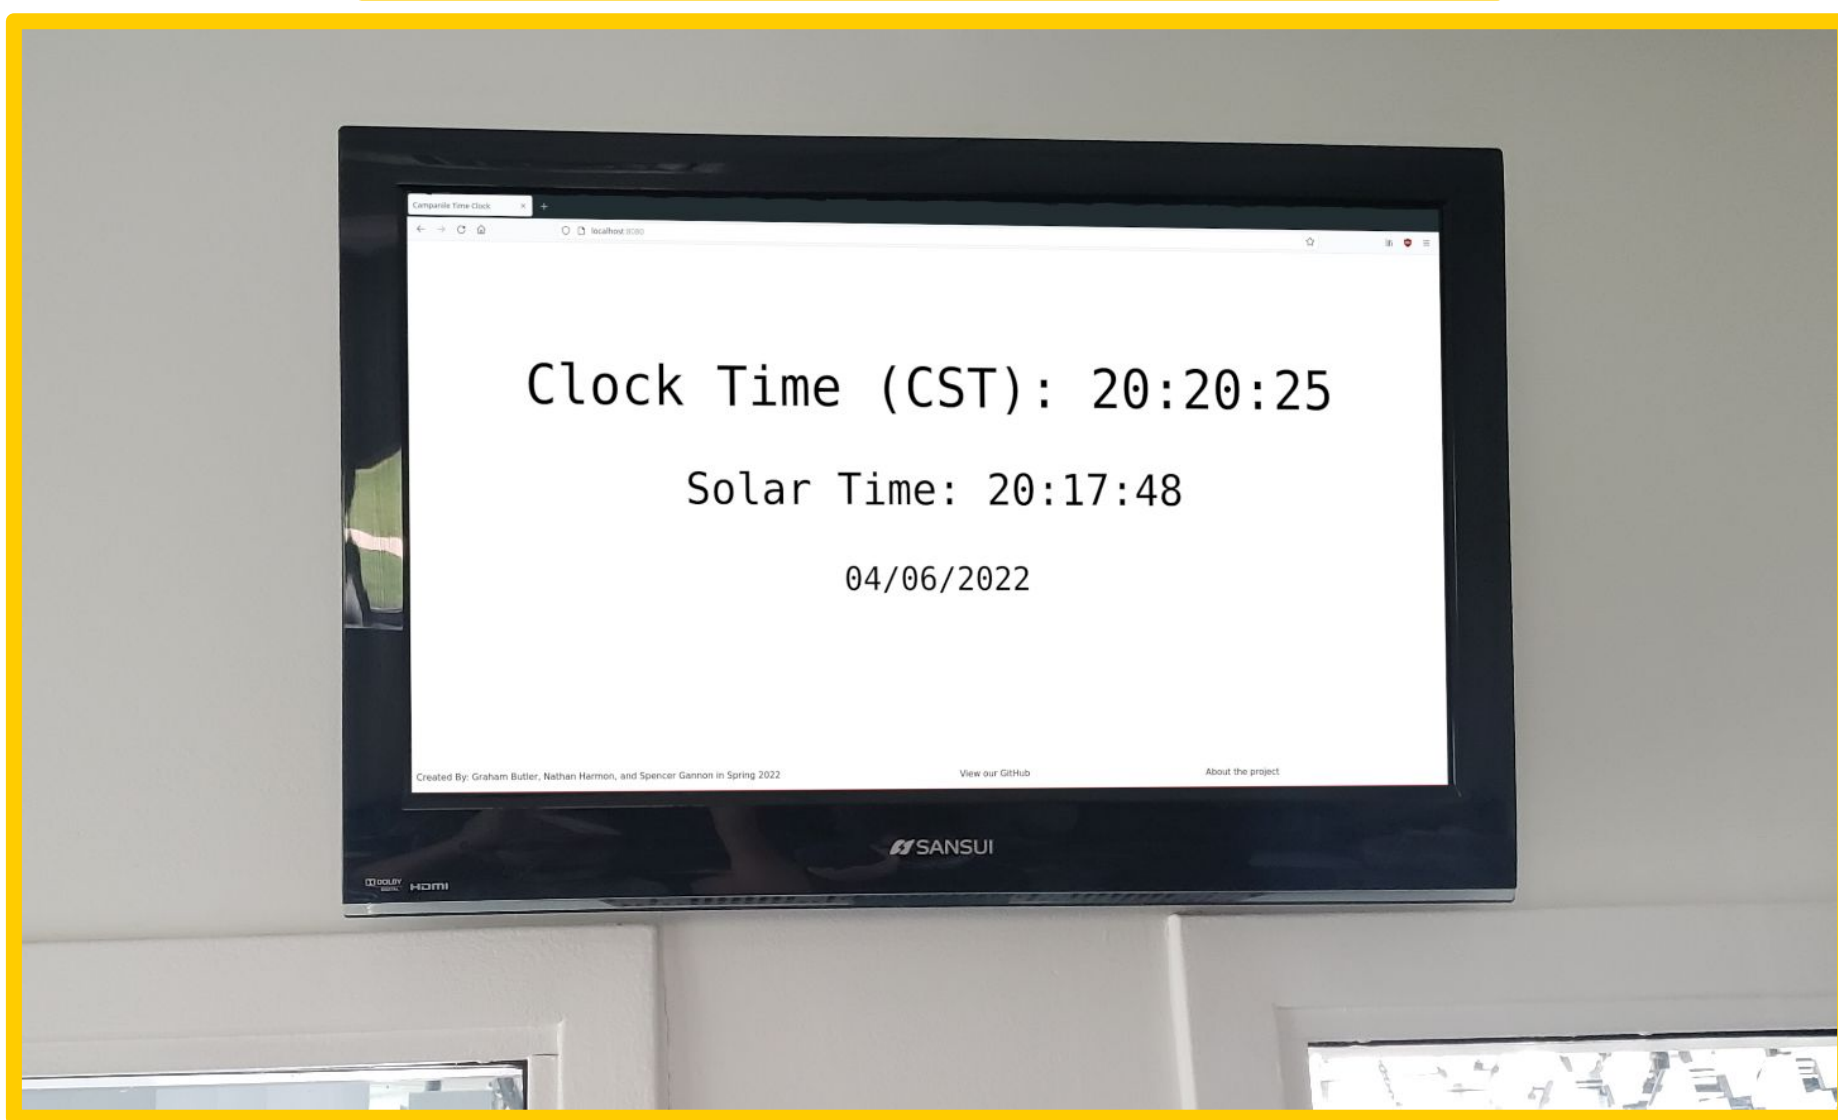 Campanile Time Clock
localhost:8080
Clock Time (CST): 20:20:25
Solar Time: 20:17:48
04/06/2022
Created By: Graham Butler, Nathan Harmon, and Spencer Gannon in Spring 2022 View our GitHub About the project
SANSUI
DOLBY DIGITAL HDMI